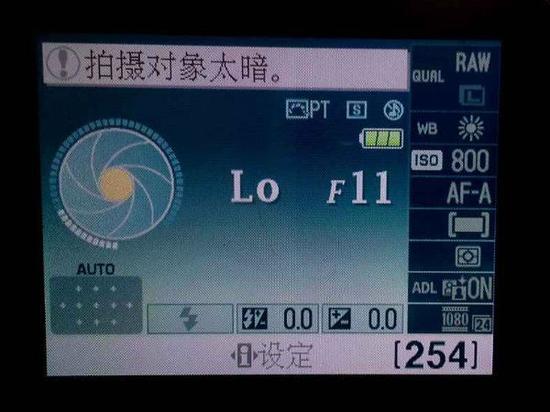 拍摄对象太暗。
QUAL RAW
L
PT S
WB
ISO 800
Lo F11
AF-A
AUTO
ADL ON
0.0 0.0
1080 24
i设定 [254]